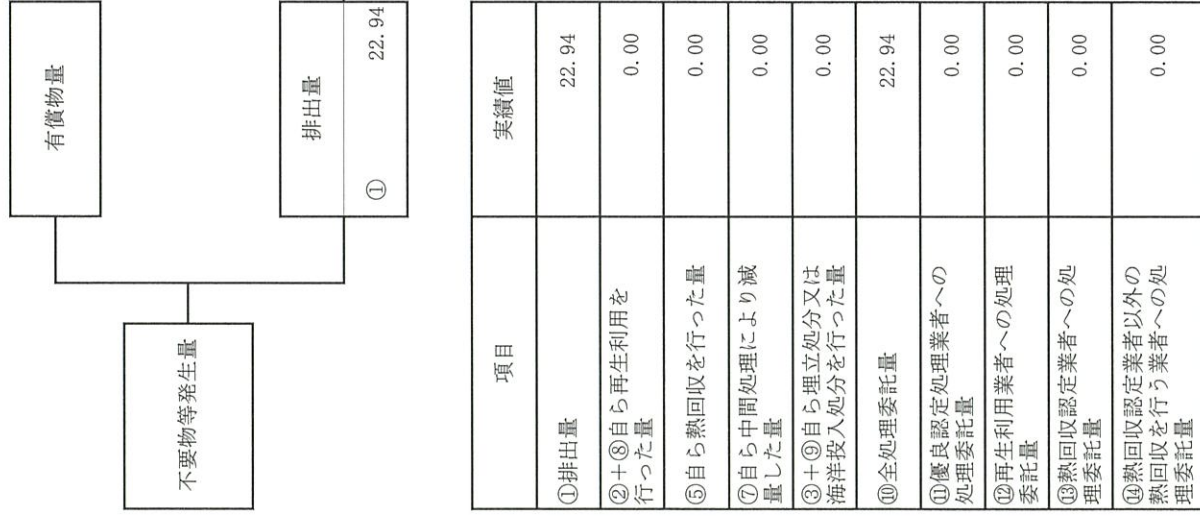 有償物量
不要物等発生量
排出量
① 22.94
項目 実績値
①排出量 22.94
②+⑧自ら再生利用を
行った量 0.00
⑤自ら熱回収を行った量 0.00
⑦自ら中間処理により減
量した量 0.00
③+⑨自ら埋立処分又は
海洋投入処分を行った量 0.00
⑩全処理委託量 22.94
⑪優良認定処理業者への
処理委託量 0.00
⑫再生利用業者への処理
委託量 0.00
⑬熱回収認定業者への処
理委託量 0.00
⑭熱回収認定業者以外の
熱回収を行う業者への処
理委託量 0.00